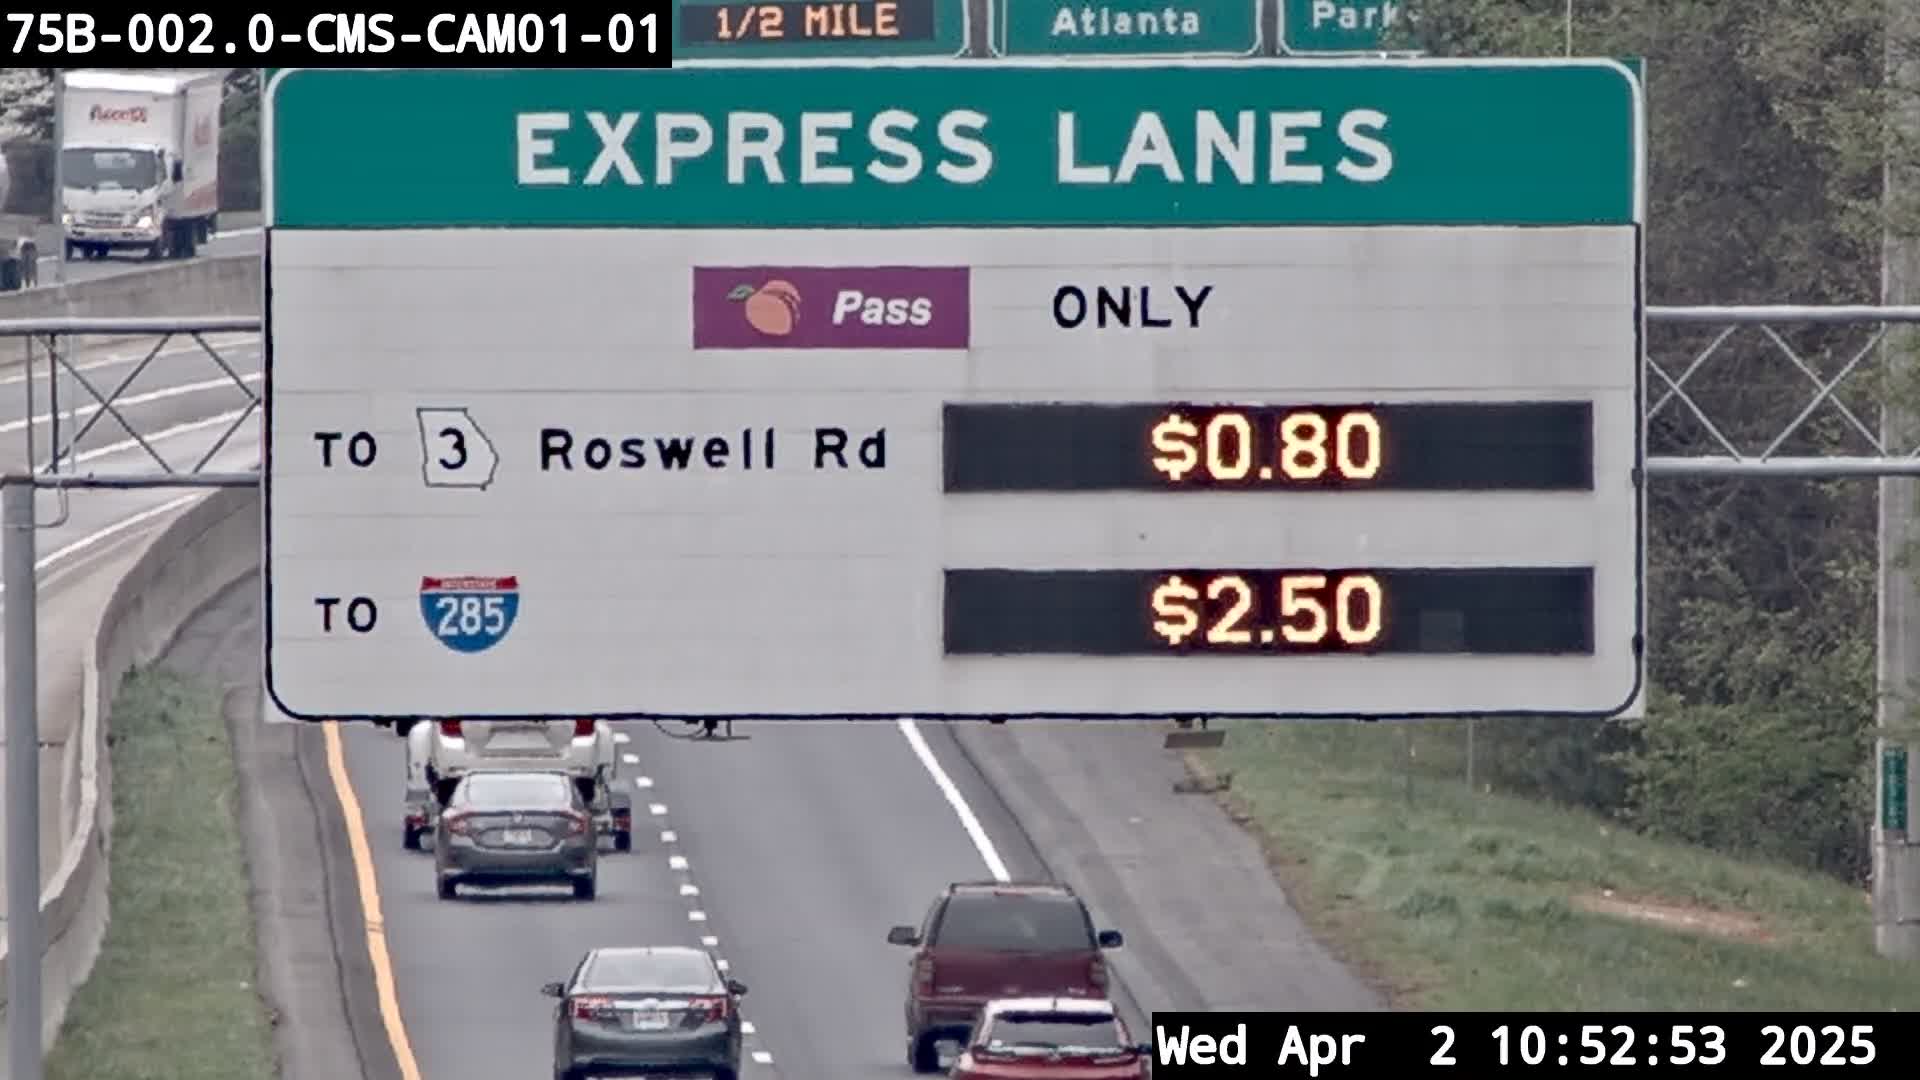 75B-002.0-CMS-CAM01-01
1/2 MILE
Atlanta
Park
EXPRESS LANES
Pass ONLY
TO 3 Roswell Rd $0.80
TO 285 $2.50
Wed Apr 2 10:52:53 2025